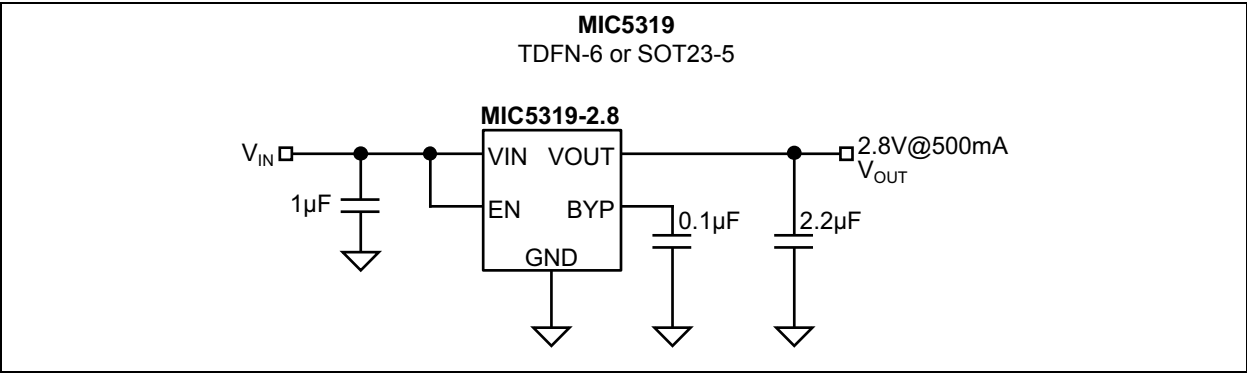 MIC5319
TDFN-6 or SOT23-5
MIC5319-2.8
VIN
VIN VOUT
2.8V@500mA
VOUT
1µF
EN BYP
0.1µF
2.2µF
GND